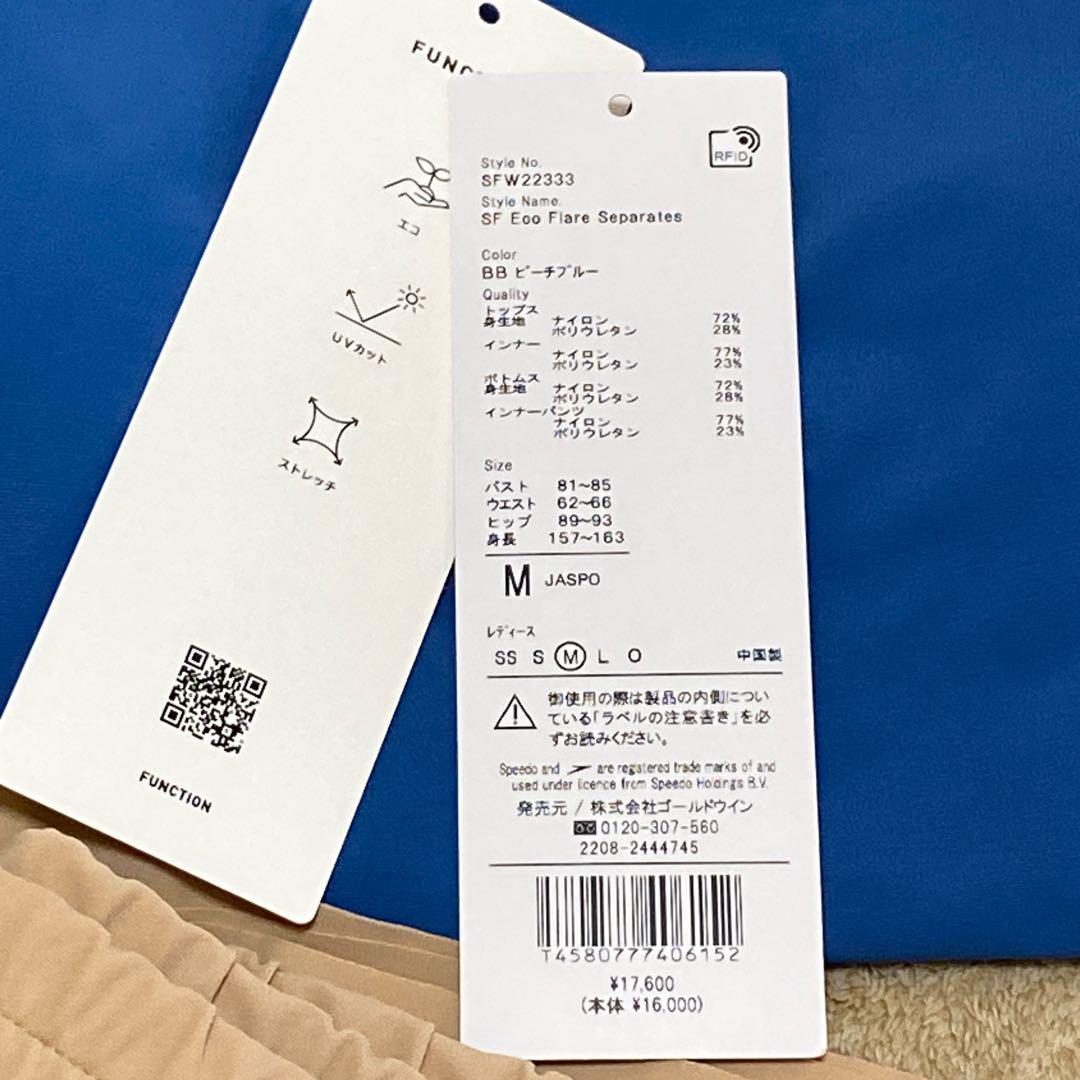 FUNC
エコ
UVカット
ストレッチ
FUNCTION
RFID
Style No.
SFW22333
Style Name.
SF Eco Flare Separates
Color
BB ビーチブルー
Quality
トップス
身生地 ナイロン 72%
ポリウレタン 28%
インナー
ナイロン 77%
ポリウレタン 23%
ボトムス
身生地 ナイロン 72%
ポリウレタン 28%
インナーパンツ
ナイロン 77%
ポリウレタン 23%
Size
バスト 81~85
ウエスト 62~66
ヒップ 89~93
身長 157~163
M JASPO
レディース
SS S M L O 中国製
御使用の際は製品の内側につい
ている「ラベルの注意書き」を必
ずお読みください。
Speedo and are registered trade marks of and
used under licence from Speedo Holdings B.V.
発売元 / 株式会社ゴールドウイン
0120-307-560
2208-2444745
T4580777406152
¥17,600
(本体 ¥16,000)